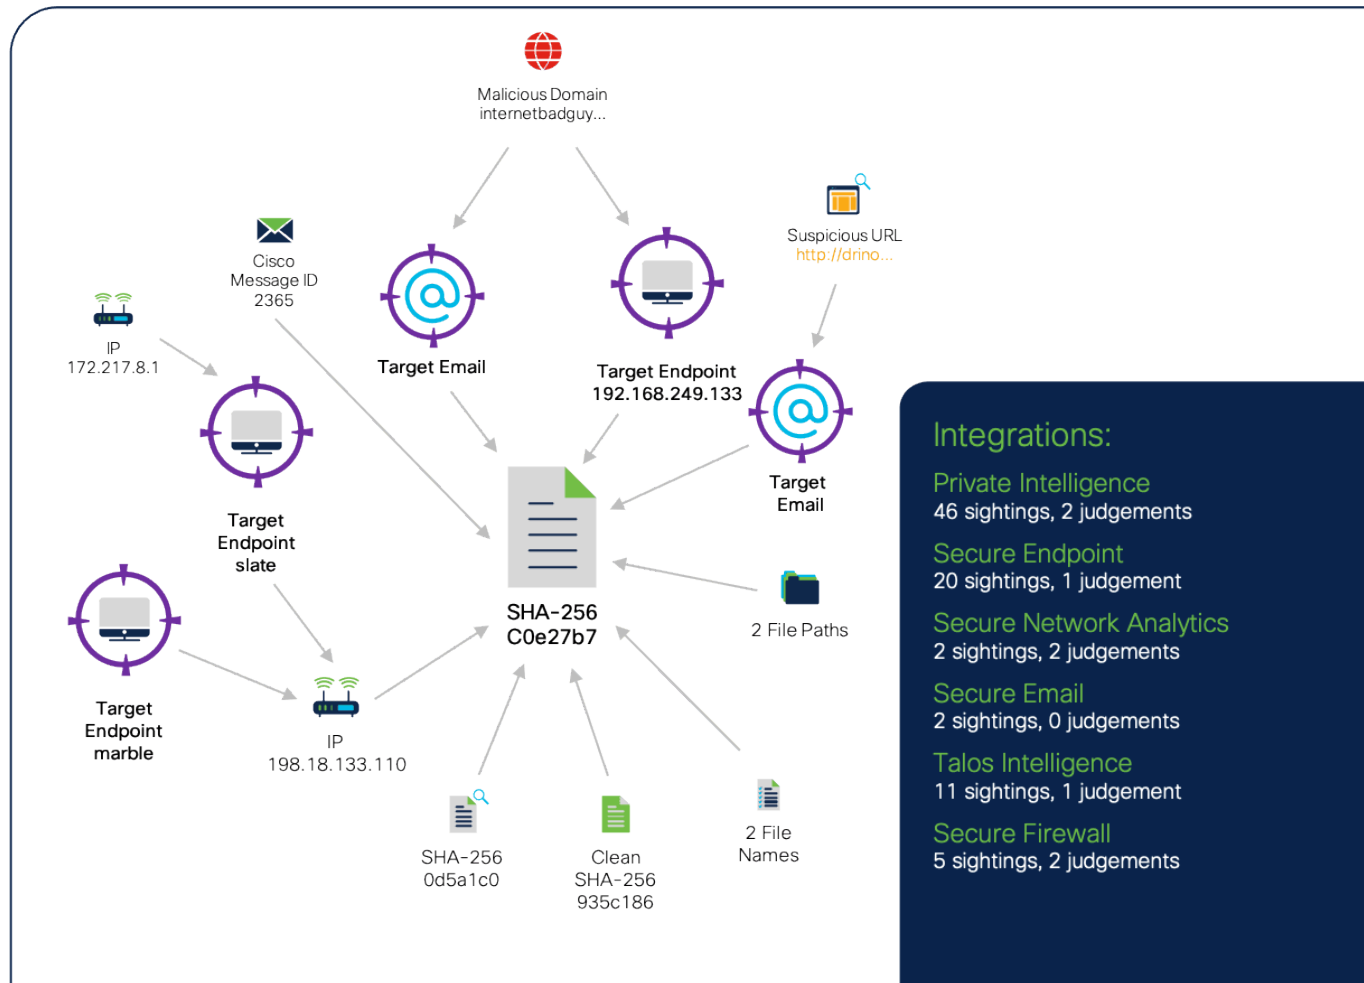 Malicious Domain
internetbadguy...
Suspicious URL
http://drino...
Cisco
Message ID
2365
IP
172.217.8.1
Target Email
Target Endpoint
192.168.249.133
Target
Email
Target
Endpoint
slate
SHA-256
C0e27b7
2 File Paths
Target
Endpoint
marble
IP
198.18.133.110
SHA-256
0d5a1c0
Clean
SHA-256
935c186
2 File
Names
Integrations:
Private Intelligence
46 sightings, 2 judgements
Secure Endpoint
20 sightings, 1 judgement
Secure Network Analytics
2 sightings, 2 judgements
Secure Email
2 sightings, 0 judgements
Talos Intelligence
11 sightings, 1 judgement
Secure Firewall
5 sightings, 2 judgements